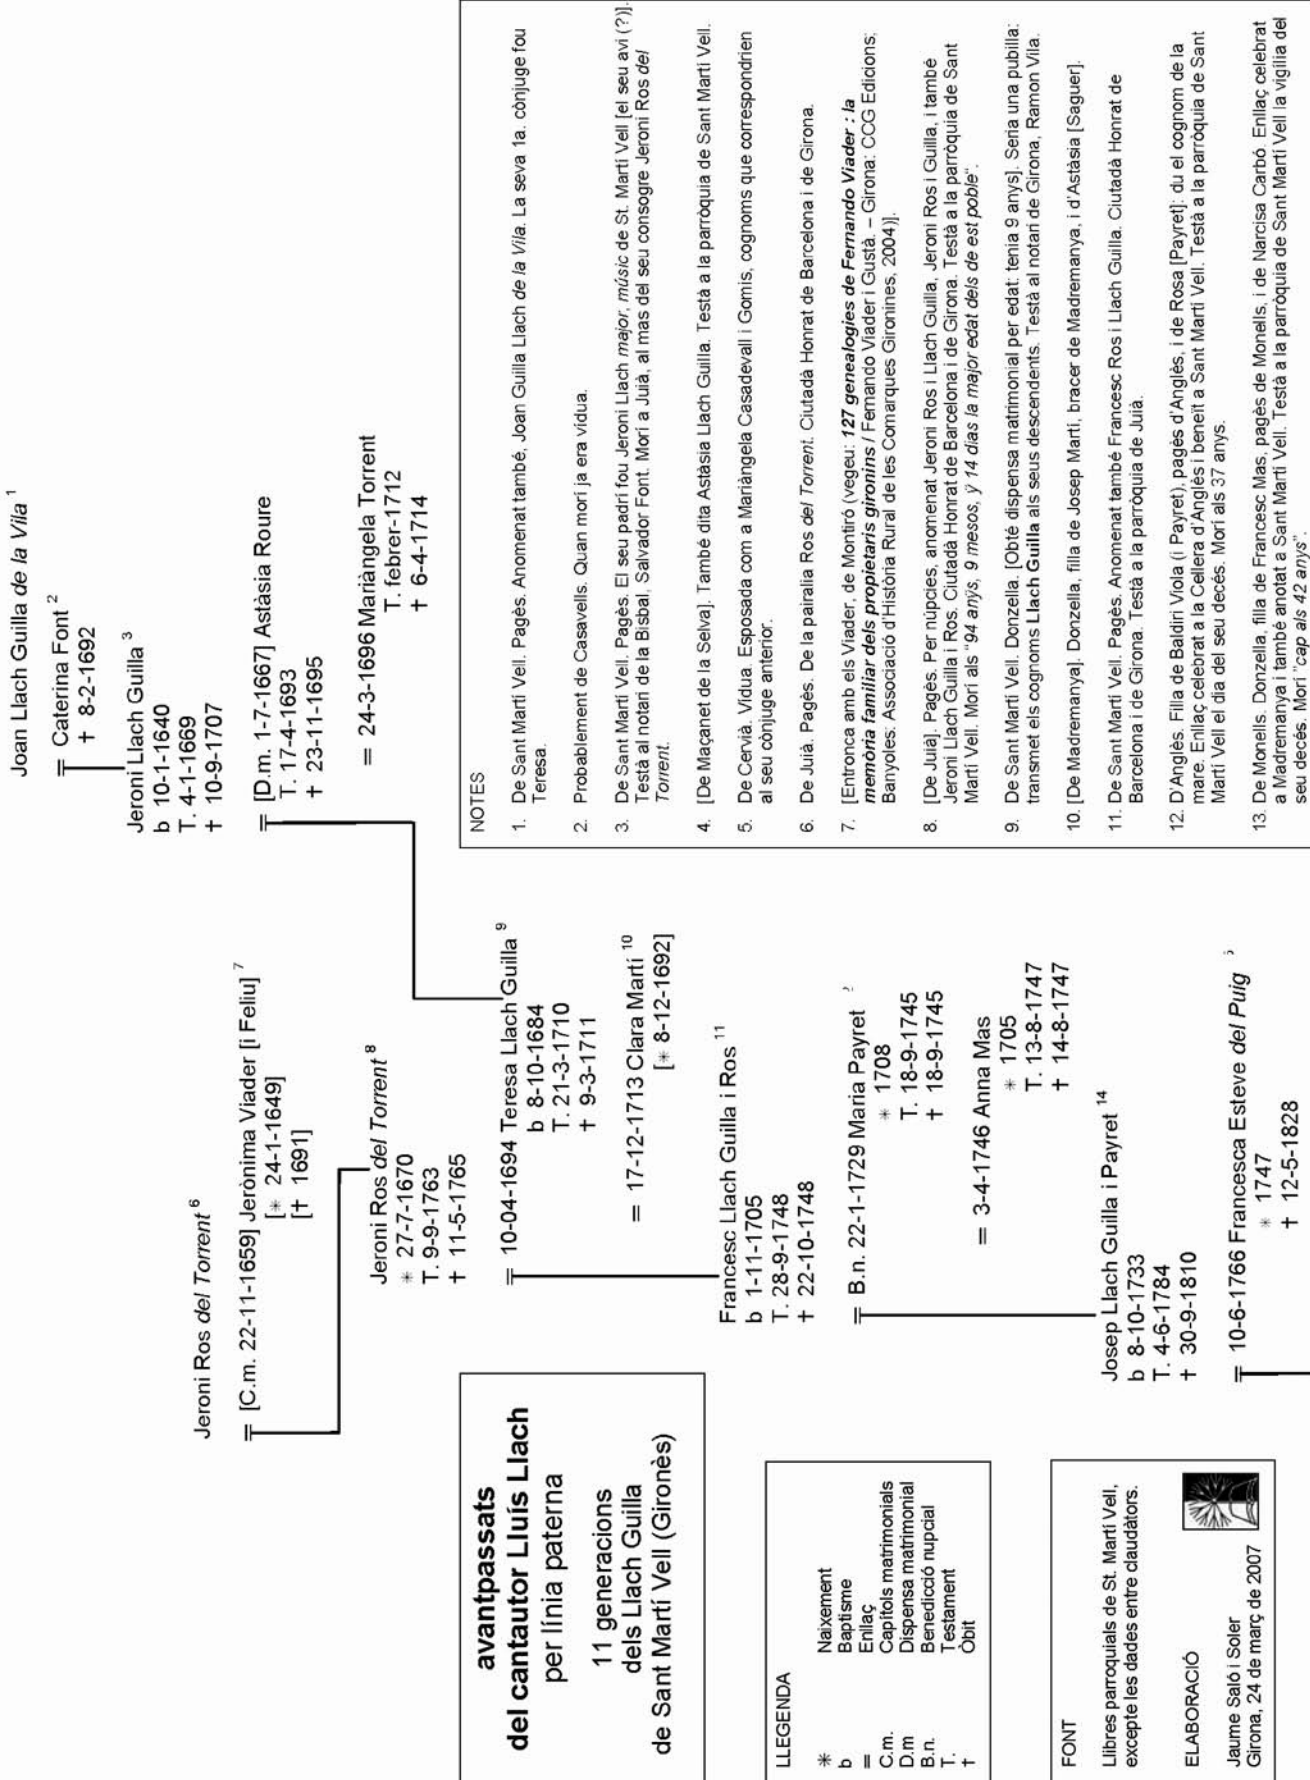 avantpassats
del cantautor Lluís Llach
per línia paterna
11 generacions
dels Llach Guilla
de Sant Martí Vell (Gironès)
Joan Llach Guilla de la Vila 1
= Caterina Font 2
† 8-2-1692
Jeroni Llach Guilla 3
b 10-1-1640
T. 4-1-1669
† 10-9-1707
= [D.m. 1-7-1667] Astàsia Roure
T. 17-4-1693
† 23-11-1695
= 24-3-1696 Mariàngela Torrent
T. febrer-1712
† 6-4-1714
Jeroni Ros del Torrent 6
= [C.m. 22-11-1659] Jerònima Viader [i Feliu] 7
[* 24-1-1649]
[† 1691]
Jeroni Ros del Torrent 8
* 27-7-1670
T. 9-9-1763
† 11-5-1765
= 10-04-1694 Teresa Llach Guilla 9
b 8-10-1684
T. 21-3-1710
† 9-3-1711
= 17-12-1713 Clara Martí 10
[* 8-12-1692]
Francesc Llach Guilla i Ros 11
b 1-11-1705
T. 28-9-1748
† 22-10-1748
= B.n. 22-1-1729 Maria Payret
* 1708
T. 18-9-1745
† 18-9-1745
= 3-4-1746 Anna Mas
* 1705
T. 13-8-1747
† 14-8-1747
Josep Llach Guilla i Payret 14
b 8-10-1733
T. 4-6-1784
† 30-9-1810
= 10-6-1766 Francesca Esteve del Puig
* 1747
† 12-5-1828
LLEGENDA
* Naixement
b Baptisme
= Enllaç
C.m. Capítols matrimonials
D.m Dispensa matrimonial
B.n. Benedicció nupcial
T. Testament
† Òbit
FONT
Llibres parroquials de St. Martí Vell,
excepte les dades entre claudàtors.
ELABORACIÓ
Jaume Saló i Soler
Girona, 24 de març de 2007
NOTES
1. De Sant Martí Vell. Pagès. Anomenat també, Joan Guilla Llach de la Vila. La seva 1a. cònjuge fou
Teresa.
2. Probablement de Casavells. Quan morí ja era vídua.
3. De Sant Martí Vell. Pagès. El seu padrí fou Jeroni Llach major, músic de St. Martí Vell [el seu avi (?)].
Testà al notari de la Bisbal, Salvador Font. Morí a Juià, al mas del seu consogre Jeroni Ros del
Torrent.
4. [De Maçanet de la Selva]. També dita Astàsia Llach Guilla. Testà a la parròquia de Sant Martí Vell.
5. De Cervià. Vídua. Esposada com a Mariàngela Casadevall i Gomis, cognoms que correspondrien
al seu cònjuge anterior.
6. De Juià. Pagès. De la pairalia Ros del Torrent. Ciutadà Honrat de Barcelona i de Girona.
7. [Entronca amb els Viader, de Montiró (vegeu: 127 genealogies de Fernando Viader : la
memòria familiar dels propietaris gironins / Fernando Viader i Gustà. – Girona: CCG Edicions;
Banyoles: Associació d'Història Rural de les Comarques Gironines, 2004)].
8. [De Juià]. Pagès. Per núpcies, anomenat Jeroni Ros i Llach Guilla, Jeroni Ros i Guilla, i també
Jeroni Llach Guilla i Ros. Ciutadà Honrat de Barcelona i de Girona. Testà a la parròquia de Sant
Martí Vell. Morí als "94 anÿs, 9 mesos, ÿ 14 dias la major edat dels de est poble".
9. De Sant Martí Vell. Donzella. [Obté dispensa matrimonial per edat: tenia 9 anys]. Seria una pubilla:
transmet els cognoms Llach Guilla als seus descendents. Testà al notari de Girona, Ramon Vila.
10. [De Madremanya]. Donzella, filla de Josep Martí, bracer de Madremanya, i d'Astàsia [Saguer].
11. De Sant Martí Vell. Pagès. Anomenat també Francesc Ros i Llach Guilla. Ciutadà Honrat de
Barcelona i de Girona. Testà a la parròquia de Juià.
12. D'Anglès. Filla de Baldiri Viola (i Payret), pagès d'Anglès, i de Rosa [Payret]: du el cognom de la
mare. Enllaç celebrat a la Cellera d'Anglès i beneït a Sant Martí Vell. Testà a la parròquia de Sant
Martí Vell el dia del seu decés. Morí als 37 anys.
13. De Monells. Donzella, filla de Francesc Mas, pagès de Monells, i de Narcisa Carbó. Enllaç celebrat
a Madremanya i també anotat a Sant Martí Vell. Testà a la parròquia de Sant Martí Vell la vigília del
seu decés. Morí "cap als 42 anys".